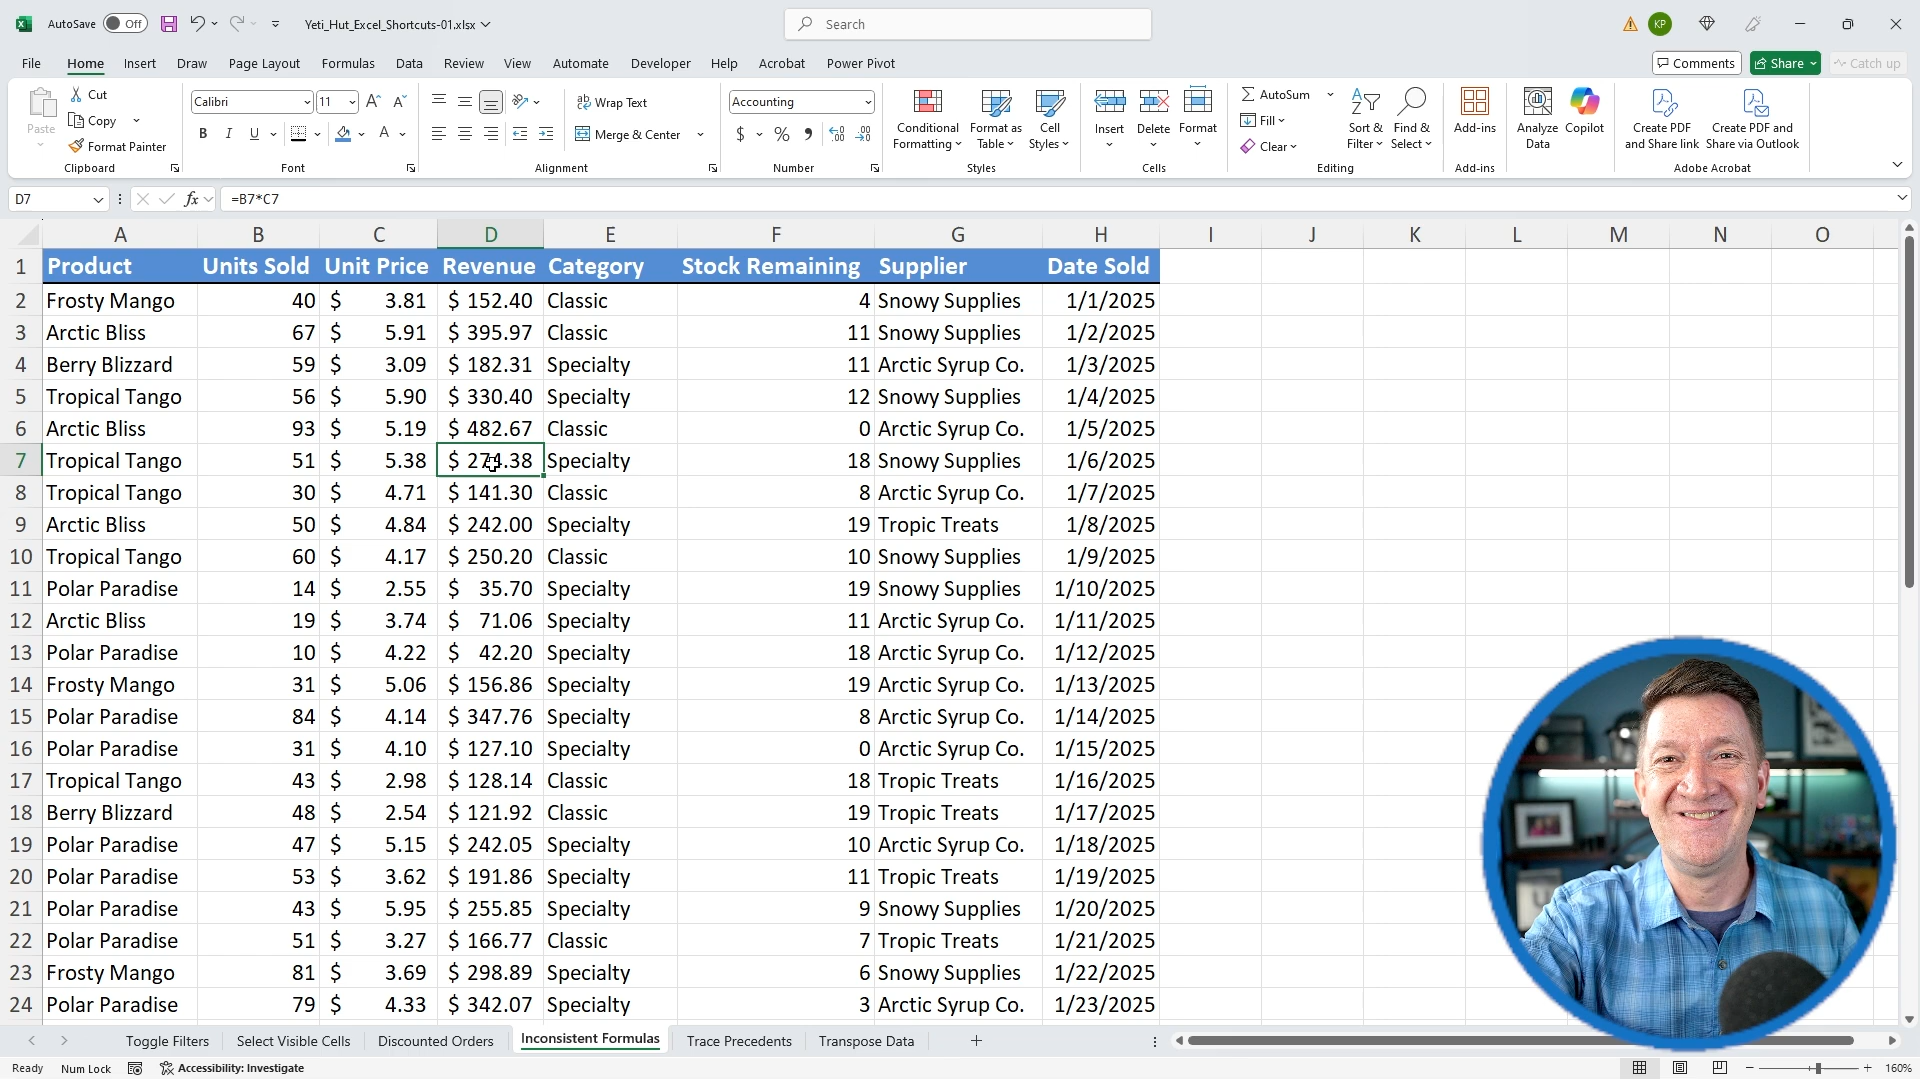 AutoSave Off Yeti_Hut_Excel_Shortcuts-01.xlsx Search KP
File Home Insert Draw Page Layout Formulas Data Review View Automate Developer Help Acrobat Power Pivot Comments Share Catch up
Paste Cut Copy Format Painter Clipboard
Calibri 11 B I U A Font
Wrap Text Merge & Center Alignment
Accounting $ % Number
Conditional Formatting Format as Table Cell Styles Styles
Insert Delete Format Cells
AutoSum Fill Clear Sort & Filter Find & Select Editing
Add-ins Add-ins
Analyze Data Copilot
Create PDF and Share link Create PDF and Share via Outlook Adobe Acrobat
D7 fx =B7*C7
A B C D E F G H I J K L M N O
1 Product Units Sold Unit Price Revenue Category Stock Remaining Supplier Date Sold
2 Frosty Mango 40 $ 3.81 $ 152.40 Classic 4 Snowy Supplies 1/1/2025
3 Arctic Bliss 67 $ 5.91 $ 395.97 Classic 11 Snowy Supplies 1/2/2025
4 Berry Blizzard 59 $ 3.09 $ 182.31 Specialty 11 Arctic Syrup Co. 1/3/2025
5 Tropical Tango 56 $ 5.90 $ 330.40 Specialty 12 Snowy Supplies 1/4/2025
6 Arctic Bliss 93 $ 5.19 $ 482.67 Classic 0 Arctic Syrup Co. 1/5/2025
7 Tropical Tango 51 $ 5.38 $ 274.38 Specialty 18 Snowy Supplies 1/6/2025
8 Tropical Tango 30 $ 4.71 $ 141.30 Classic 8 Arctic Syrup Co. 1/7/2025
9 Arctic Bliss 50 $ 4.84 $ 242.00 Specialty 19 Tropic Treats 1/8/2025
10 Tropical Tango 60 $ 4.17 $ 250.20 Classic 10 Snowy Supplies 1/9/2025
11 Polar Paradise 14 $ 2.55 $ 35.70 Specialty 19 Snowy Supplies 1/10/2025
12 Arctic Bliss 19 $ 3.74 $ 71.06 Specialty 11 Arctic Syrup Co. 1/11/2025
13 Polar Paradise 10 $ 4.22 $ 42.20 Specialty 18 Arctic Syrup Co. 1/12/2025
14 Frosty Mango 31 $ 5.06 $ 156.86 Specialty 19 Arctic Syrup Co. 1/13/2025
15 Polar Paradise 84 $ 4.14 $ 347.76 Specialty 8 Arctic Syrup Co. 1/14/2025
16 Polar Paradise 31 $ 4.10 $ 127.10 Specialty 0 Arctic Syrup Co. 1/15/2025
17 Tropical Tango 43 $ 2.98 $ 128.14 Classic 18 Tropic Treats 1/16/2025
18 Berry Blizzard 48 $ 2.54 $ 121.92 Classic 19 Tropic Treats 1/17/2025
19 Polar Paradise 47 $ 5.15 $ 242.05 Specialty 10 Arctic Syrup Co. 1/18/2025
20 Polar Paradise 53 $ 3.62 $ 191.86 Specialty 11 Tropic Treats 1/19/2025
21 Polar Paradise 43 $ 5.95 $ 255.85 Specialty 9 Snowy Supplies 1/20/2025
22 Polar Paradise 51 $ 3.27 $ 166.77 Classic 7 Tropic Treats 1/21/2025
23 Frosty Mango 81 $ 3.69 $ 298.89 Specialty 6 Snowy Supplies 1/22/2025
24 Polar Paradise 79 $ 4.33 $ 342.07 Specialty 3 Arctic Syrup Co. 1/23/2025
Toggle Filters Select Visible Cells Discounted Orders Inconsistent Formulas Trace Precedents Transpose Data
Ready Num Lock Accessibility: Investigate 160%